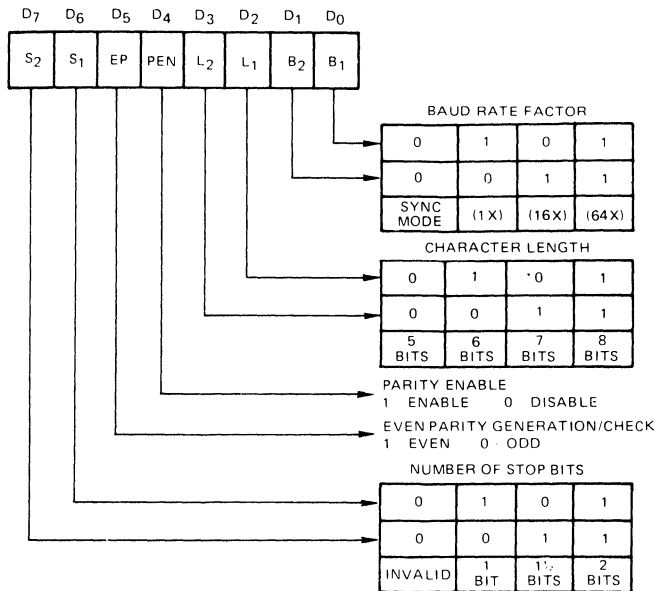 D7 D6 D5 D4 D3 D2 D1 D0
S2 S1 EP PEN L2 L1 B2 B1
BAUD RATE FACTOR
0 1 0 1
0 0 1 1
SYNC MODE (1X) (16X) (64X)
CHARACTER LENGTH
0 1 0 1
0 0 1 1
5 BITS 6 BITS 7 BITS 8 BITS
PARITY ENABLE
1 ENABLE 0 DISABLE
EVEN PARITY GENERATION/CHECK
1 EVEN 0 ODD
NUMBER OF STOP BITS
0 1 0 1
0 0 1 1
INVALID 1 BIT BITS 2 BITS